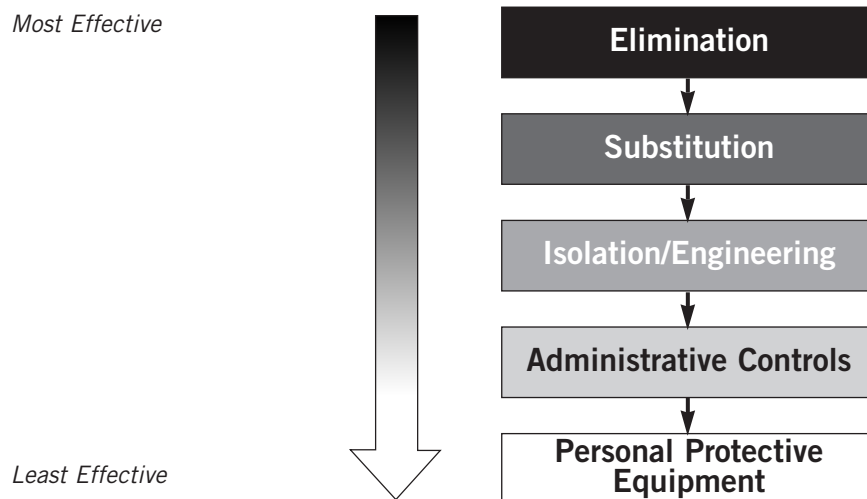 Most Effective
Elimination
Substitution
Isolation/Engineering
Administrative Controls
Personal Protective
Equipment
Least Effective